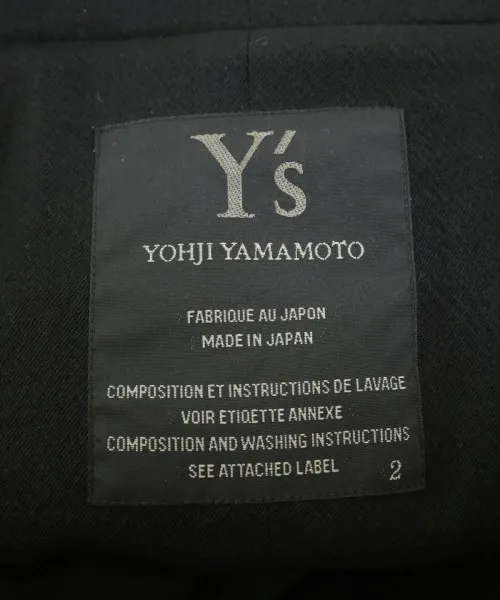 Y's
YOHJI YAMAMOTO
FABRIQUE AU JAPON
MADE IN JAPAN
COMPOSITION ET INSTRUCTIONS DE LAVAGE
VOIR ETIQETTE ANNEXE
COMPOSITION AND WASHING INSTRUCTIONS
SEE ATTACHED LABEL 2